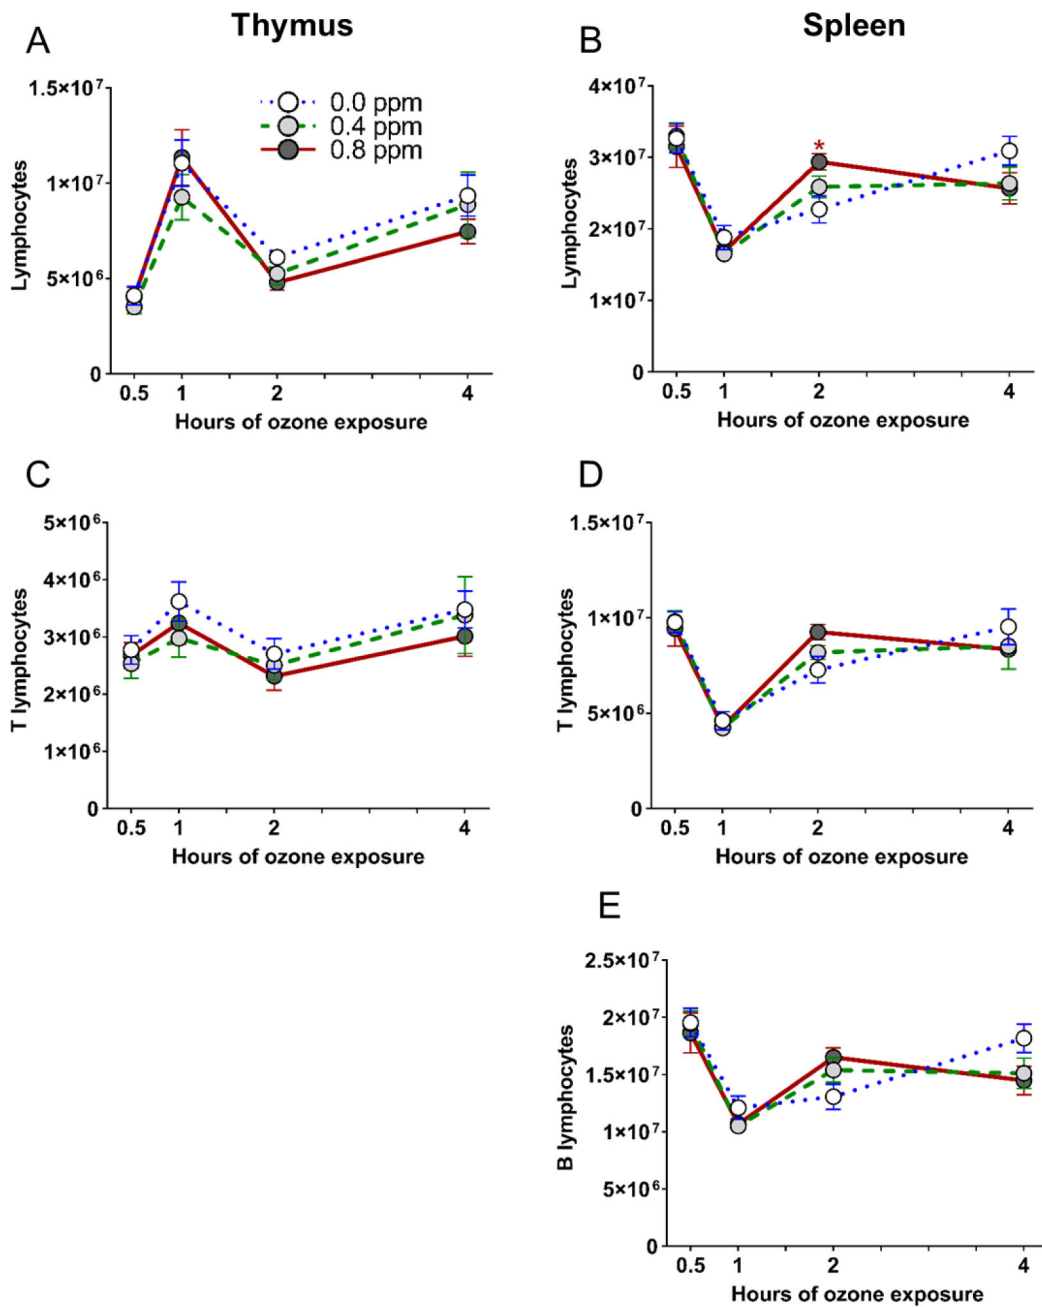 Thymus
Spleen
A
B
1.5×10⁷
1×10⁷
5×10⁶
0
Lymphocytes
0.0 ppm
0.4 ppm
0.8 ppm
0.5
1
2
4
Hours of ozone exposure
4×10⁷
3×10⁷
2×10⁷
1×10⁷
0
Lymphocytes
*
0.5
1
2
4
Hours of ozone exposure
C
D
5×10⁶
4×10⁶
3×10⁶
2×10⁶
1×10⁶
0
T lymphocytes
0.5
1
2
4
Hours of ozone exposure
1.5×10⁷
1×10⁷
5×10⁶
0
T lymphocytes
0.5
1
2
4
Hours of ozone exposure
E
2.5×10⁷
2×10⁷
1.5×10⁷
1×10⁷
5×10⁶
0
B lymphocytes
0.5
1
2
4
Hours of ozone exposure